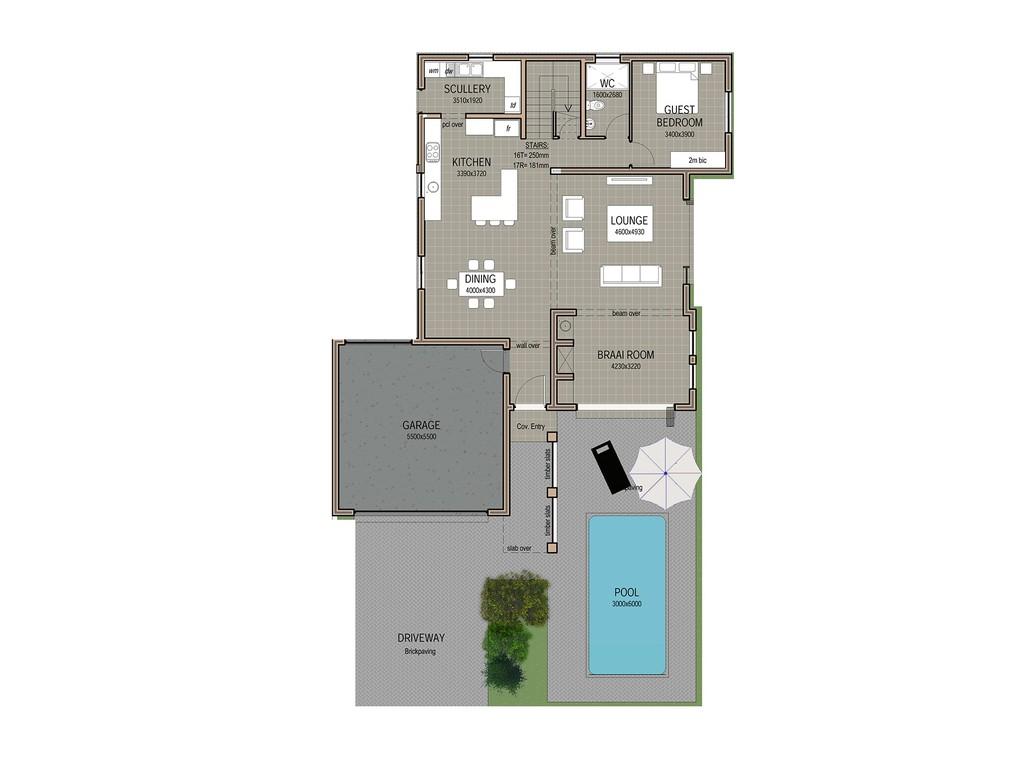 wm dw
SCULLERY
3510x1920
td
WC
1600x2680
GUEST
BEDROOM
3400x3900
2m bic
pcl over
fr
STAIRS:
16T= 250mm
17R= 181mm
KITCHEN
3390x3720
LOUNGE
4600x4930
beam over
DINING
4000x4300
beam over
wall over
BRAAI ROOM
4230x3220
GARAGE
5500x5500
Cov. Entry
timber slats
paving
timber slats
slab over
POOL
3000x6000
DRIVEWAY
Brickpaving